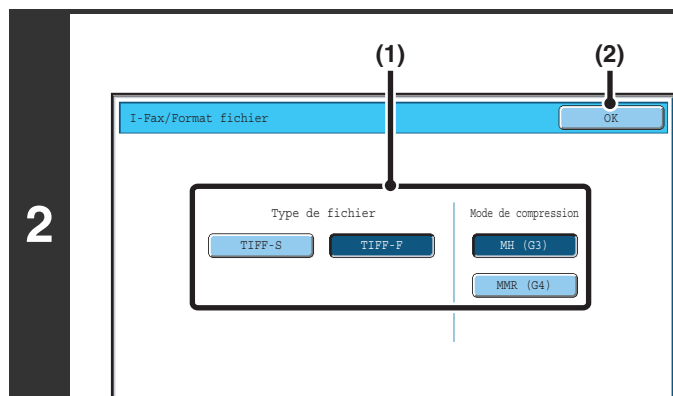 (1) (2)
I-Fax/Format fichier OK
2
Type de fichier Mode de compression
TIFF-S TIFF-F MH (G3)
MMR (G4)